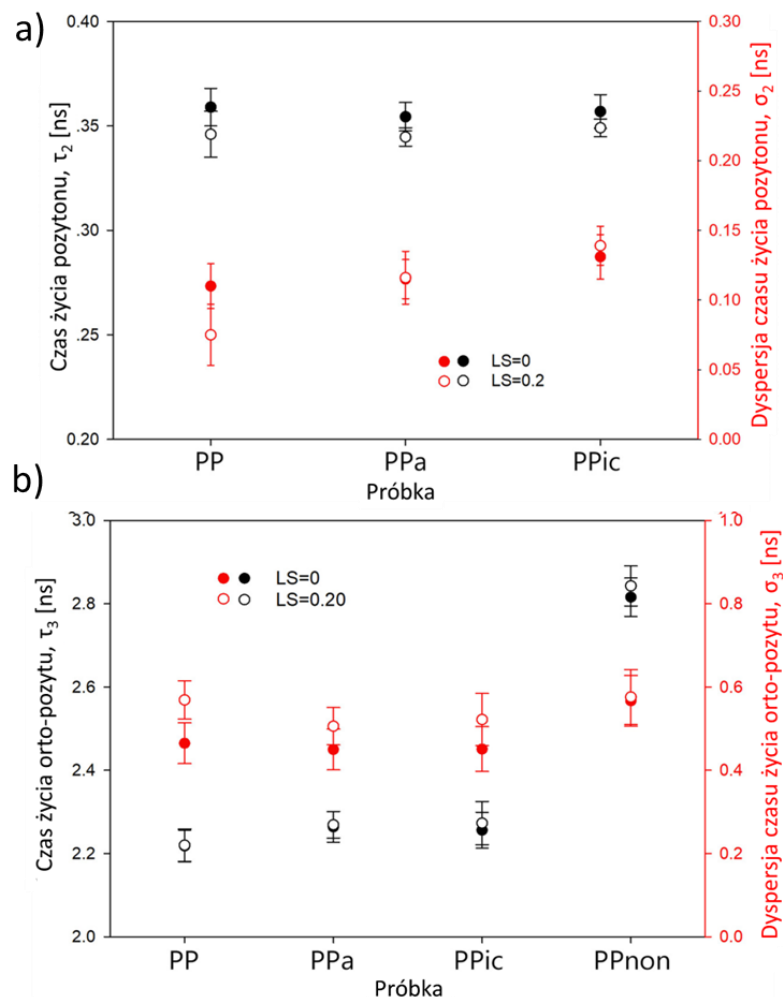 a)
0.40
.35
.30
.25
0.20
Czas życia pozytonu, τ₂ [ns]
0.30
0.25
0.20
0.15
0.10
0.05
0.00
Dyspersja czasu życia pozytonu, σ₂ [ns]
LS=0
LS=0.2
PP PPa PPic
Próbka
b)
3.0
2.8
2.6
2.4
2.2
2.0
Czas życia orto-pozytu, τ₃ [ns]
0.8
0.6
0.4
0.2
0.0
Dyspersja czasu życia orto-pozytu, σ₃ [ns]
LS=0
LS=0.20
PP PPa PPic PPnon
Próbka